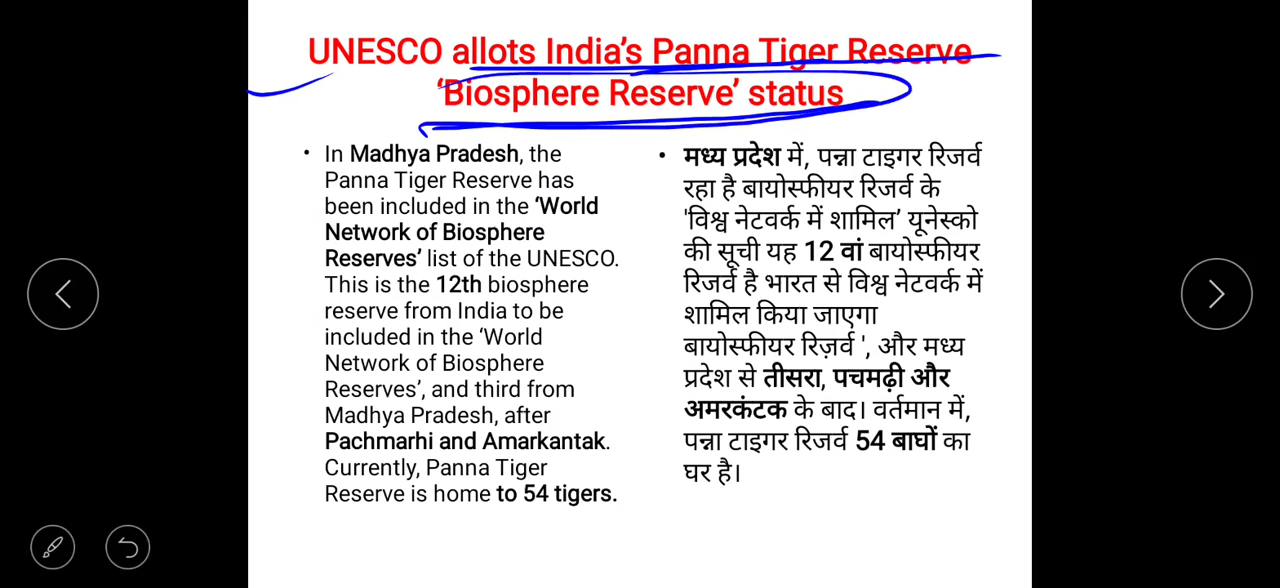 UNESCO allots India's Panna Tiger Reserve
'Biosphere Reserve' status
• In Madhya Pradesh, the
Panna Tiger Reserve has
been included in the 'World
Network of Biosphere
Reserves' list of the UNESCO.
This is the 12th biosphere
reserve from India to be
included in the 'World
Network of Biosphere
Reserves', and third from
Madhya Pradesh, after
Pachmarhi and Amarkantak.
Currently, Panna Tiger
Reserve is home to 54 tigers.
• मध्य प्रदेश में, पन्ना टाइगर रिजर्व
रहा है बायोस्फीयर रिजर्व के
'विश्व नेटवर्क में शामिल’ यूनेस्को
की सूची यह 12 वां बायोस्फीयर
रिजर्व है भारत से विश्व नेटवर्क में
शामिल किया जाएगा
बायोस्फीयर रिज़र्व ', और मध्य
प्रदेश से तीसरा, पचमढ़ी और
अमरकंटक के बाद। वर्तमान में,
पन्ना टाइगर रिजर्व 54 बाघों का
घर है।